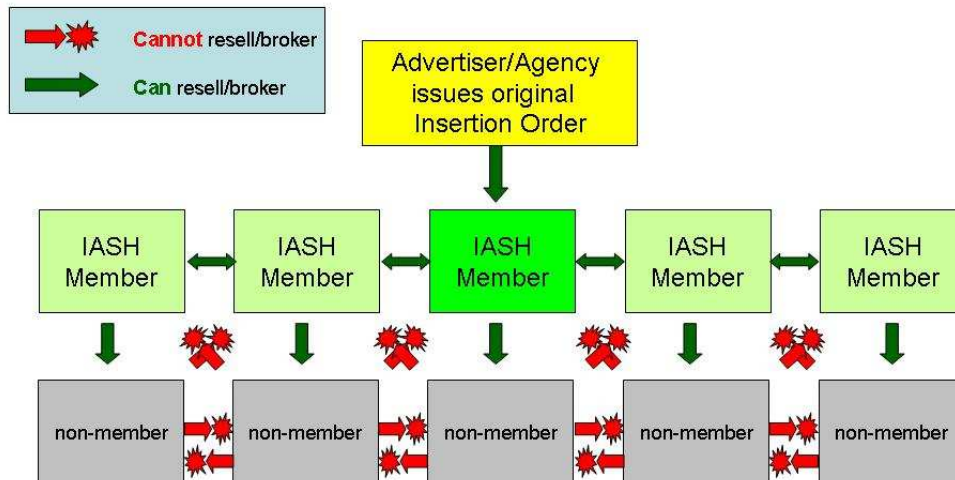 Cannot resell/broker
Can resell/broker
Advertiser/Agency
issues original
Insertion Order
IASH
Member
IASH
Member
IASH
Member
IASH
Member
IASH
Member
non-member
non-member
non-member
non-member
non-member